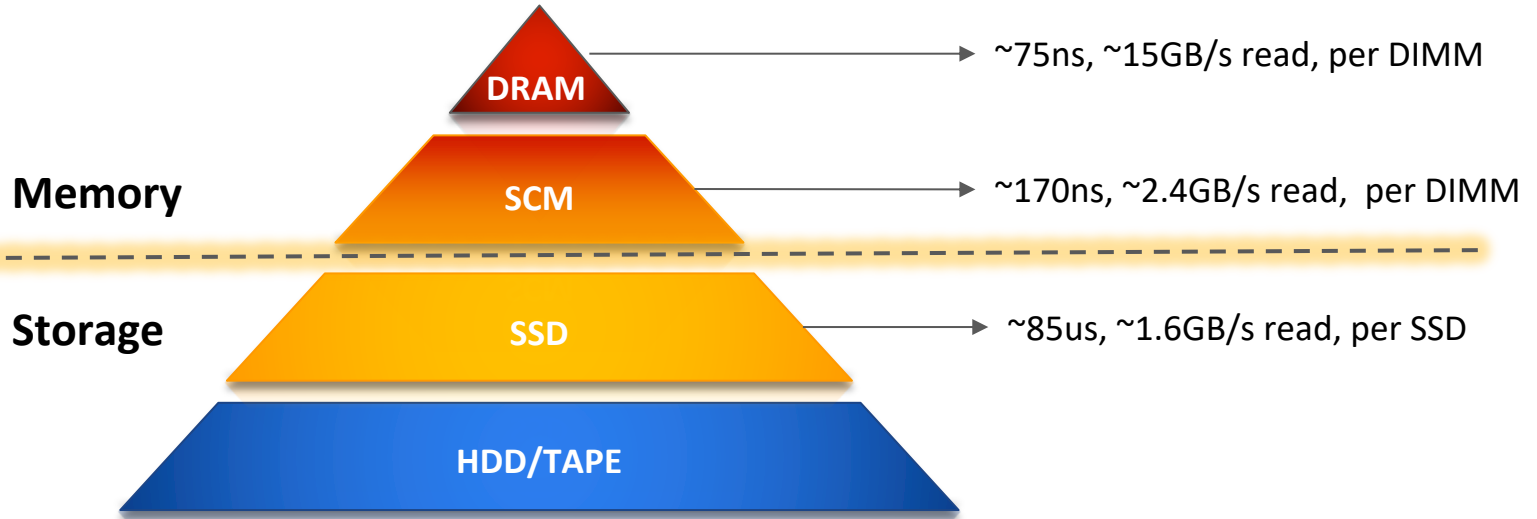 DRAM
~75ns, ~15GB/s read, per DIMM
Memory
SCM
~170ns, ~2.4GB/s read,  per DIMM
Storage
SSD
~85us, ~1.6GB/s read, per SSD
HDD/TAPE